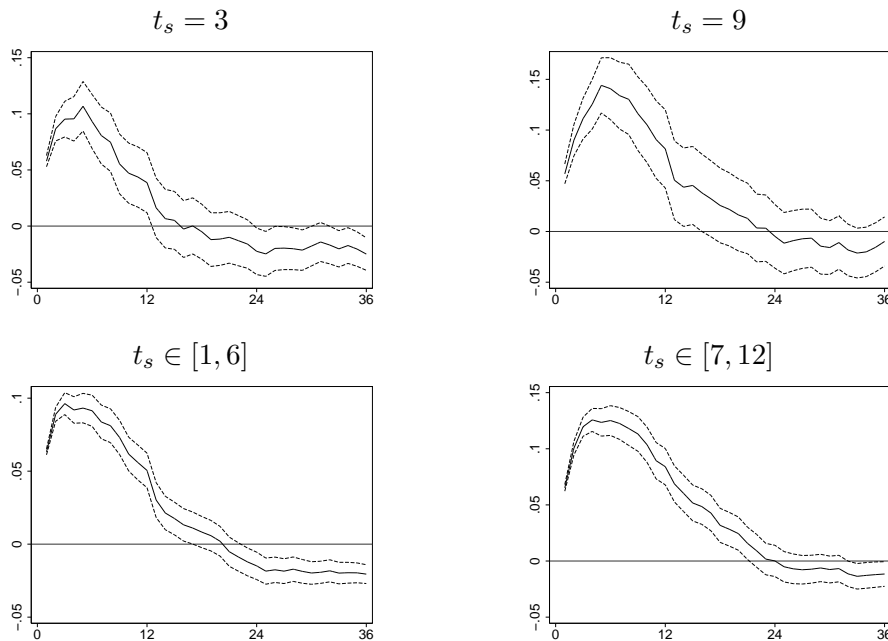 t_s = 3
t_s = 9
.15
.1
.05
0
-.05
0 12 24 36
.15
.1
.05
0
-.05
0 12 24 36
t_s ∈ [1, 6]
t_s ∈ [7, 12]
.1
.05
0
-.05
0 12 24 36
.15
.1
.05
0
-.05
0 12 24 36